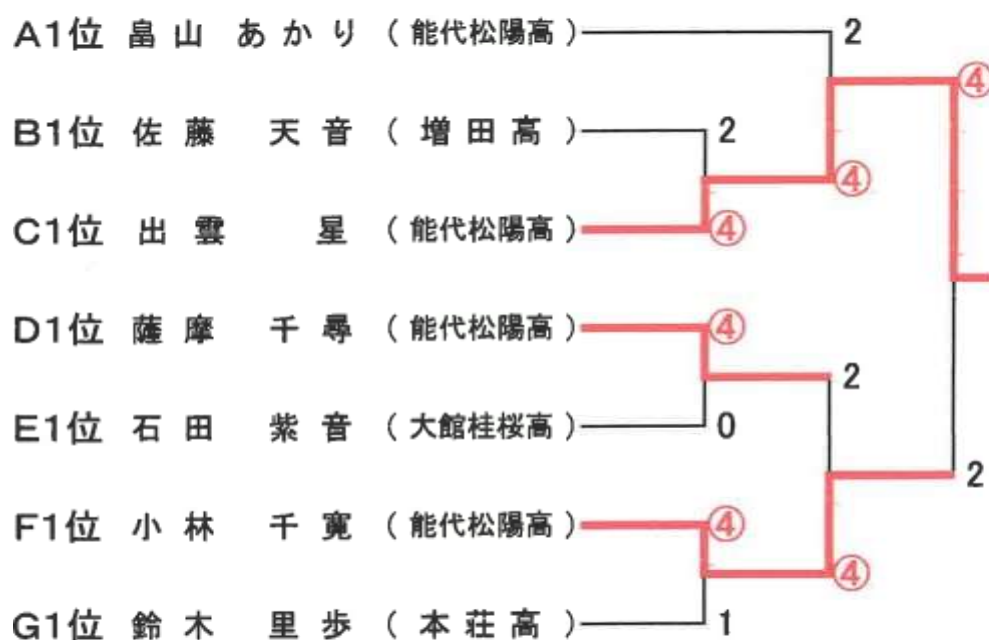 A1位 畠山 あかり (能代松陽高) 2
④
B1位 佐藤 天音 (増田高) 2
④
C1位 出雲 星 (能代松陽高) ④
D1位 薩摩 千尋 (能代松陽高) ④
2
E1位 石田 紫音 (大館桂桜高) 0
2
F1位 小林 千寛 (能代松陽高) ④
④
G1位 鈴木 里歩 (本荘高) 1